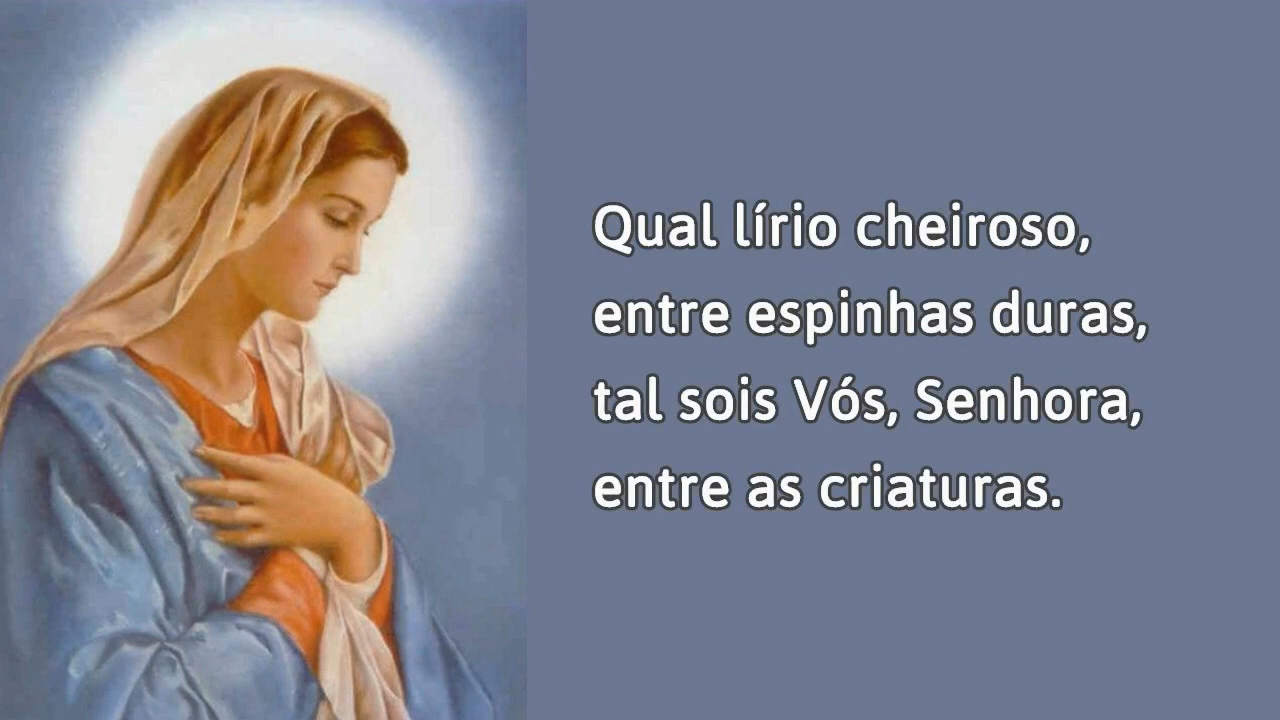 Qual lírio cheiroso,
entre espinhas duras,
tal sois Vós, Senhora,
entre as criaturas.